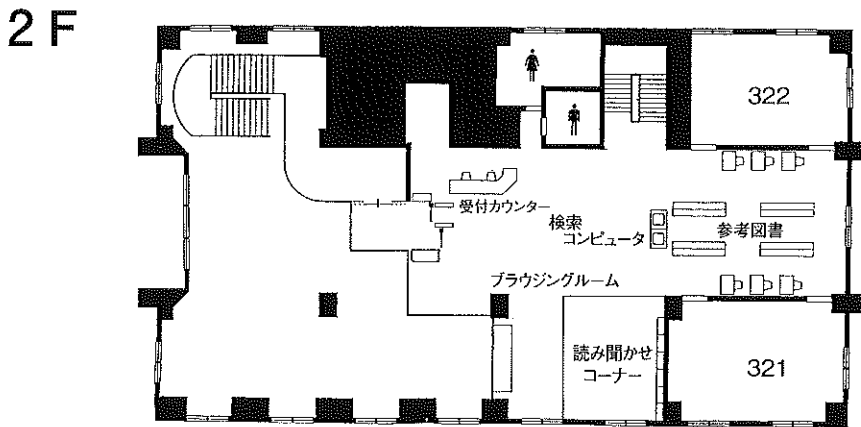 2F
322
受付カウンター
検索
コンピュータ
参考図書
ブラウジングルーム
読み聞かせ
コーナー
321